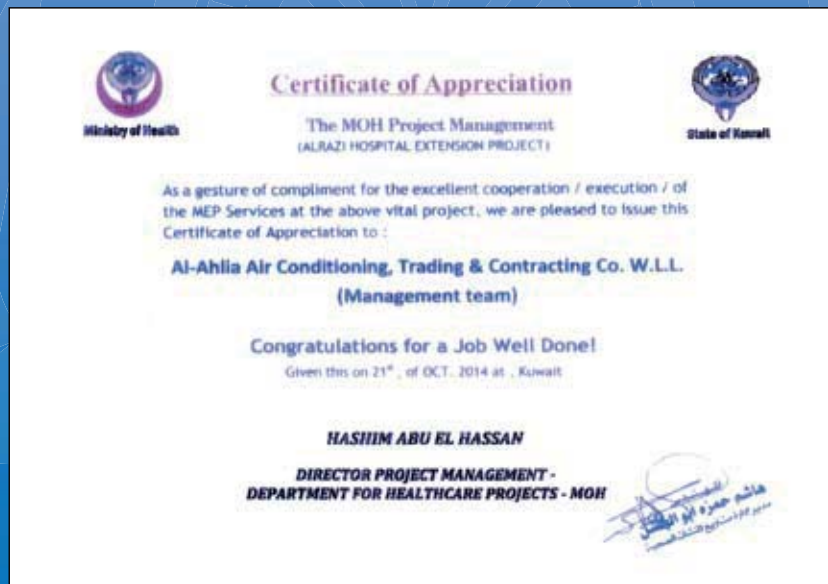 Certificate of Appreciation
Ministry of Health
State of Kuwait
The MOH Project Management
(ALRAZI HOSPITAL EXTENSION PROJECT)
As a gesture of compliment for the excellent cooperation / execution / of
the MEP Services at the above vital project, we are pleased to issue this
Certificate of Appreciation to :
Al-Ahlia Air Conditioning, Trading & Contracting Co. W.L.L.
(Management team)
Congratulations for a Job Well Done!
Given this on 21st, of OCT. 2014 at , Kuwait
HASHIM ABU EL HASSAN
DIRECTOR PROJECT MANAGEMENT -
DEPARTMENT FOR HEALTHCARE PROJECTS - MOH
هاشم حمزه ابو